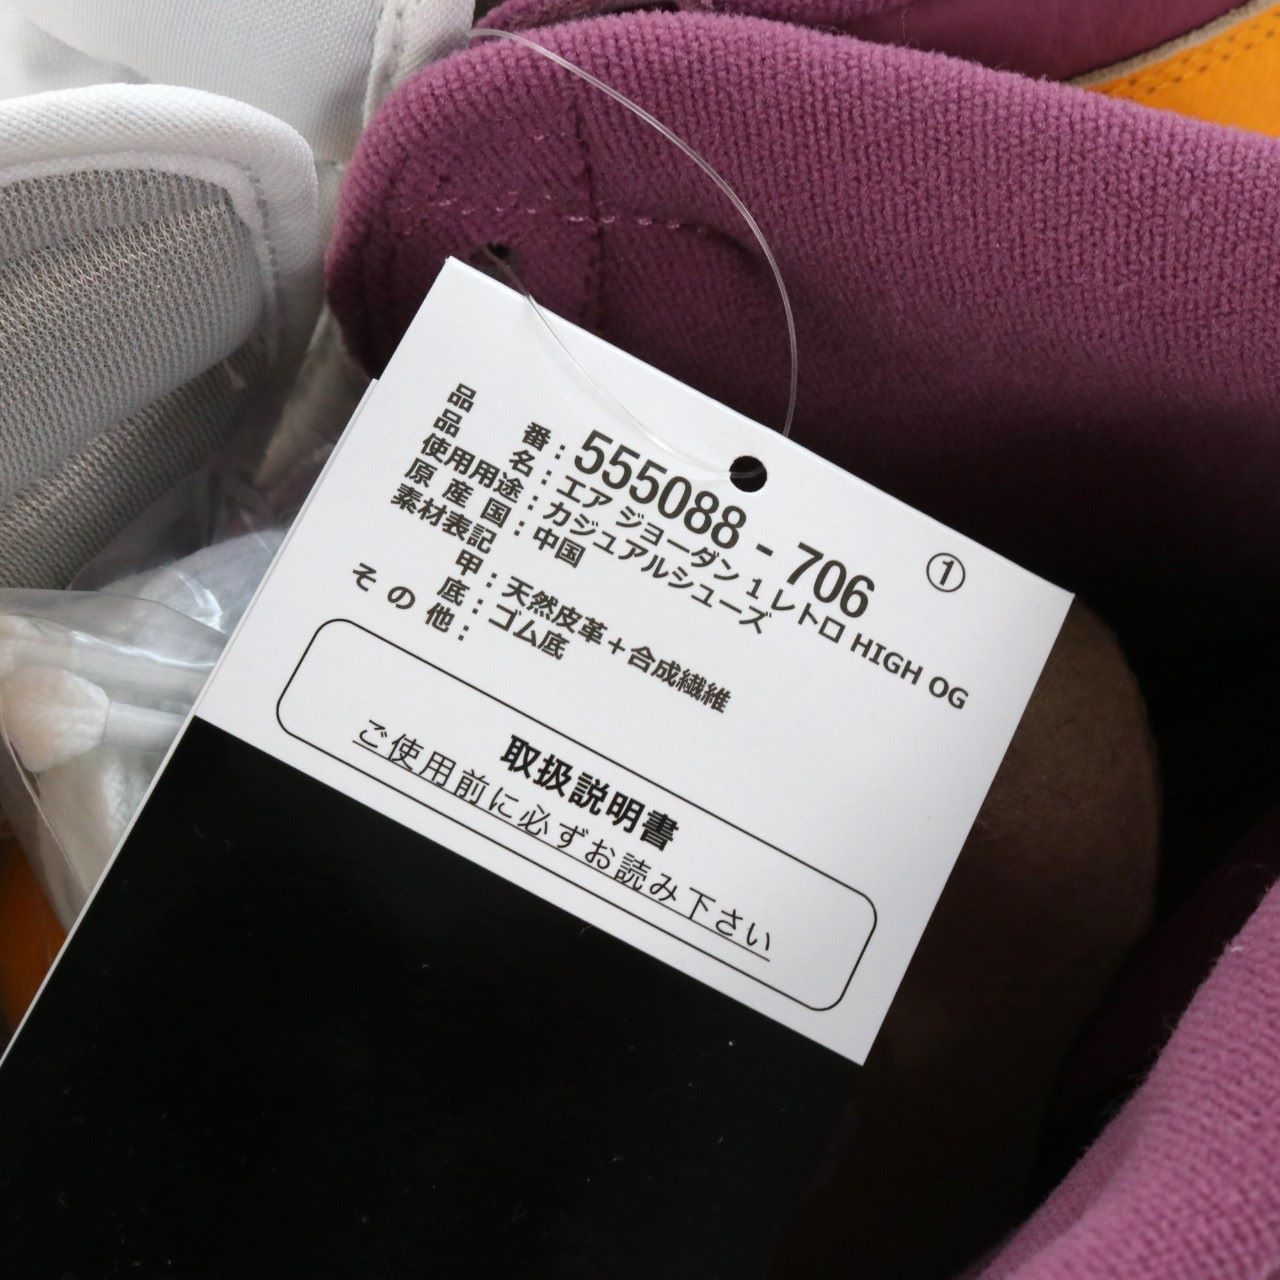 品番：555088 - 706 ①
品名：エア ジョーダン 1 レトロ HIGH OG
使用用途：カジュアルシューズ
原産国：中国
素材表記
甲：天然皮革＋合成繊維
底：ゴム底
その他：
取扱説明書
ご使用前に必ずお読み下さい